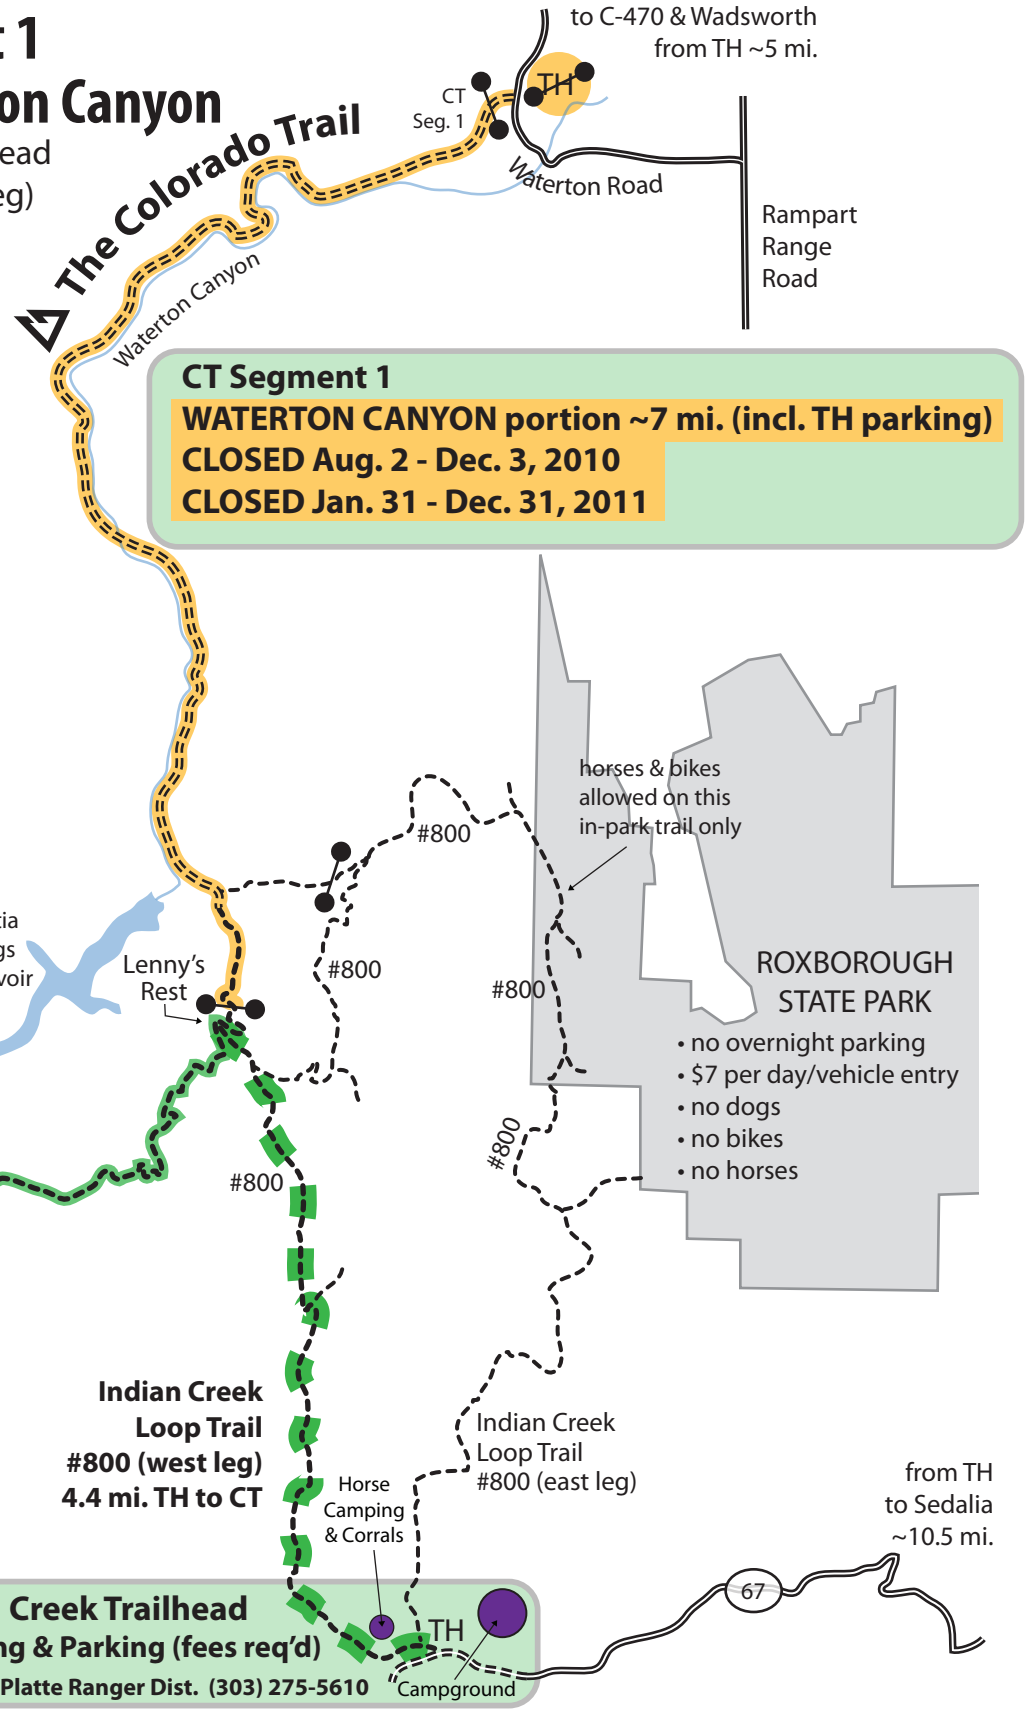 t 1
on Canyon
ead
eg)
to C-470 & Wadsworth
from TH ~5 mi.
TH
CT
Seg. 1
The Colorado Trail
Waterton Road
Waterton Canyon
Rampart
Range
Road
CT Segment 1
WATERTON CANYON portion ~7 mi. (incl. TH parking)
CLOSED Aug. 2 - Dec. 3, 2010
CLOSED Jan. 31 - Dec. 31, 2011
horses & bikes
allowed on this
in-park trail only
#800
tia
gs
voir
Lenny's
Rest
#800
#800
ROXBOROUGH
STATE PARK
• no overnight parking
• $7 per day/vehicle entry
• no dogs
• no bikes
• no horses
#800
#800
Indian Creek
Loop Trail
#800 (west leg)
4.4 mi. TH to CT
Indian Creek
Loop Trail
#800 (east leg)
Horse
Camping
& Corrals
from TH
to Sedalia
~10.5 mi.
67
Creek Trailhead
ng & Parking (fees req'd)
Platte Ranger Dist. (303) 275-5610
TH
Campground